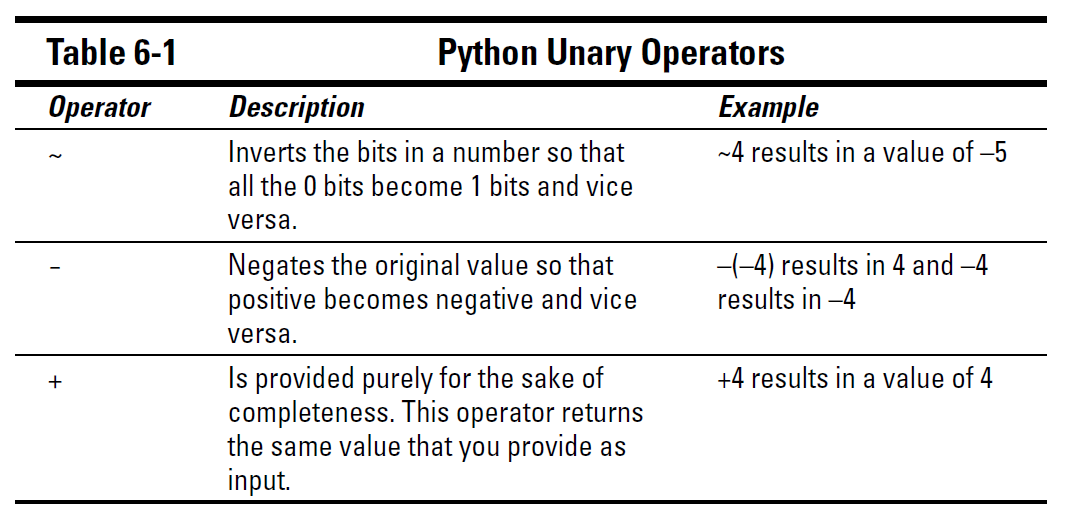 Table 6-1 Python Unary Operators
Operator Description Example
~ Inverts the bits in a number so that ~4 results in a value of –5
all the 0 bits become 1 bits and vice
versa.
– Negates the original value so that –(–4) results in 4 and –4
positive becomes negative and vice results in –4
versa.
+ Is provided purely for the sake of +4 results in a value of 4
completeness. This operator returns
the same value that you provide as
input.